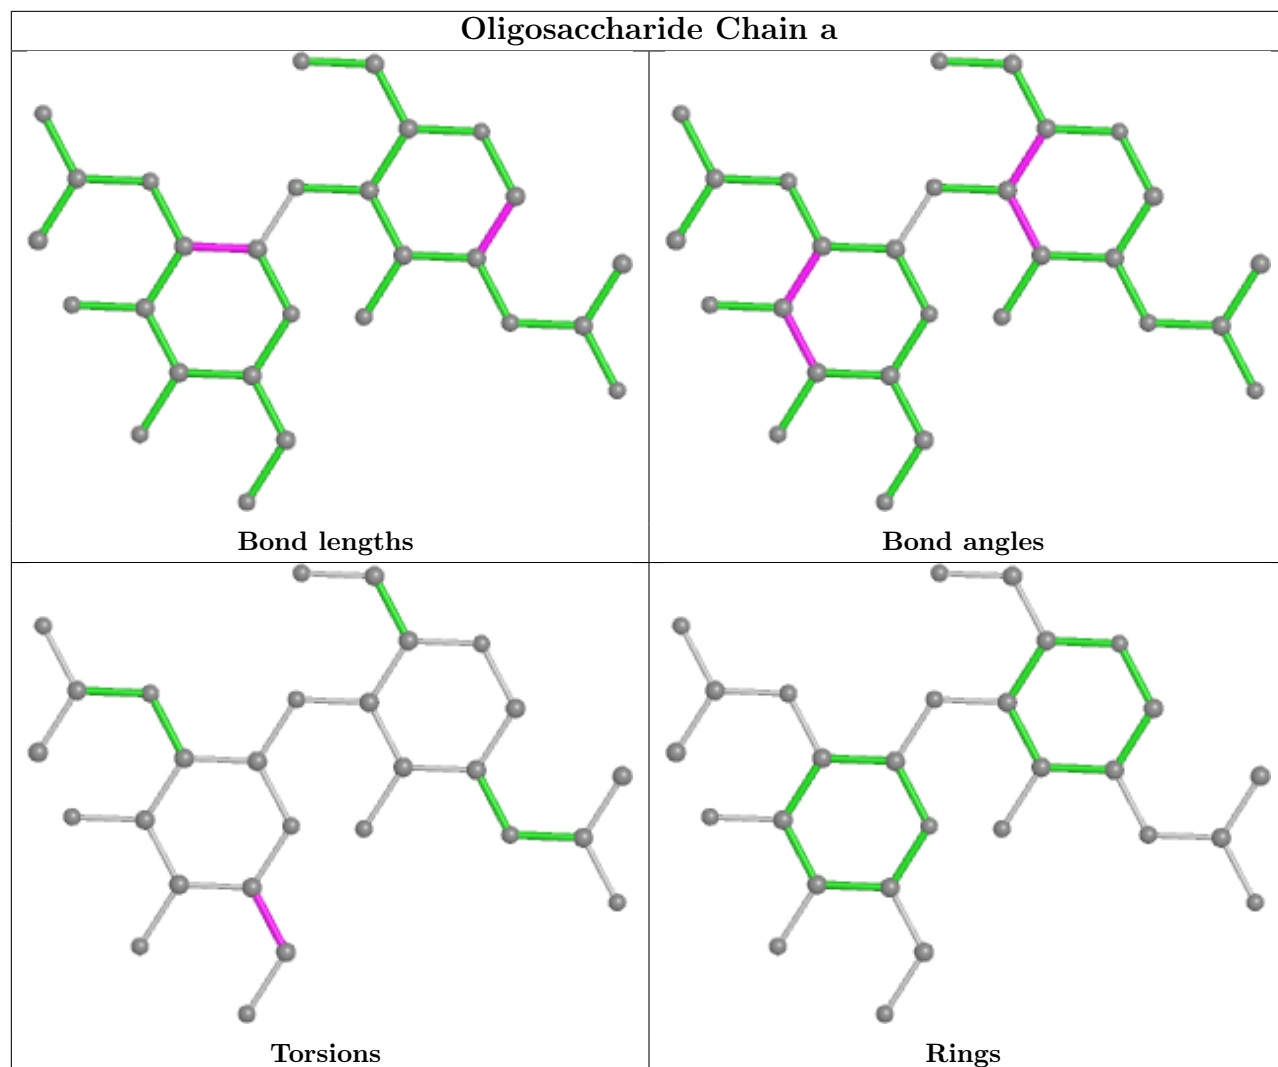 Oligosaccharide Chain a
Bond lengths
Bond angles
Torsions
Rings